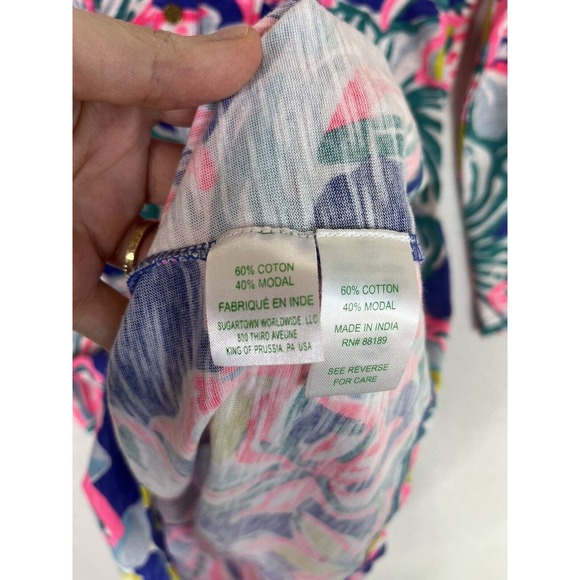 60% COTTON
40% MODAL
FABRIQUÉ EN INDE
SUGARTOWN WORLDWIDE, LLC
800 THIRD AVEUNE
KING OF PRUSSIA, PA USA
60% COTTON
40% MODAL
MADE IN INDIA
RN# 88189
SEE REVERSE
FOR CARE